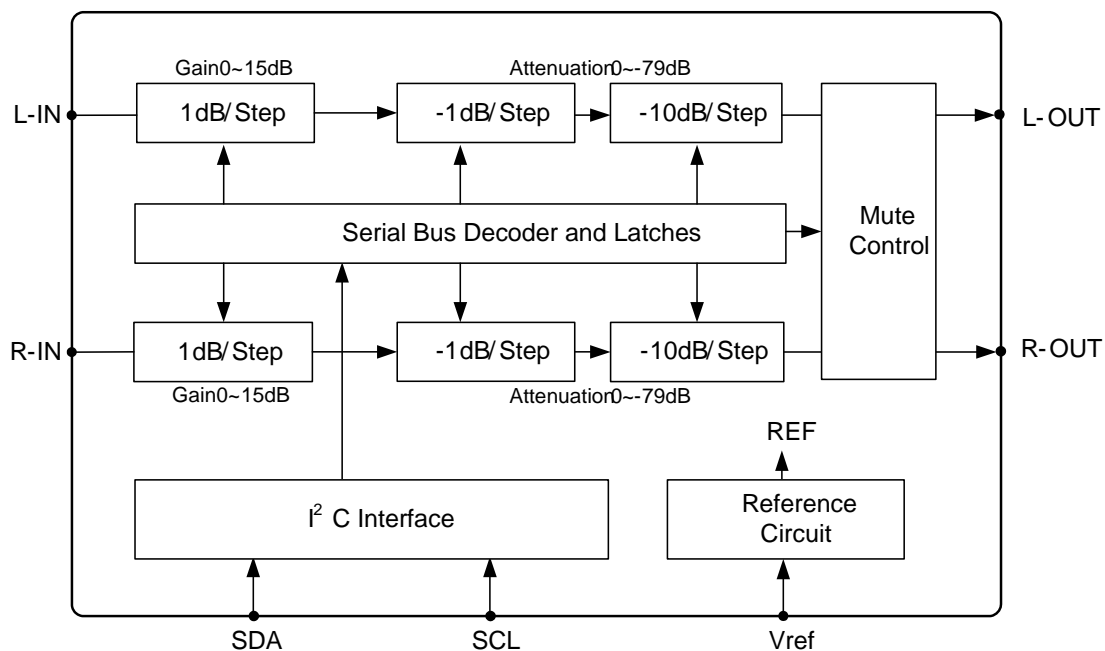 Gain0~15dB
Attenuation0~-79dB
L-IN
1dB/Step
-1dB/Step
-10dB/Step
L-OUT
Serial Bus Decoder and Latches
Mute
Control
R-IN
1dB/Step
-1dB/Step
-10dB/Step
R-OUT
Gain0~15dB
Attenuation0~-79dB
REF
I² C Interface
Reference
Circuit
SDA
SCL
Vref